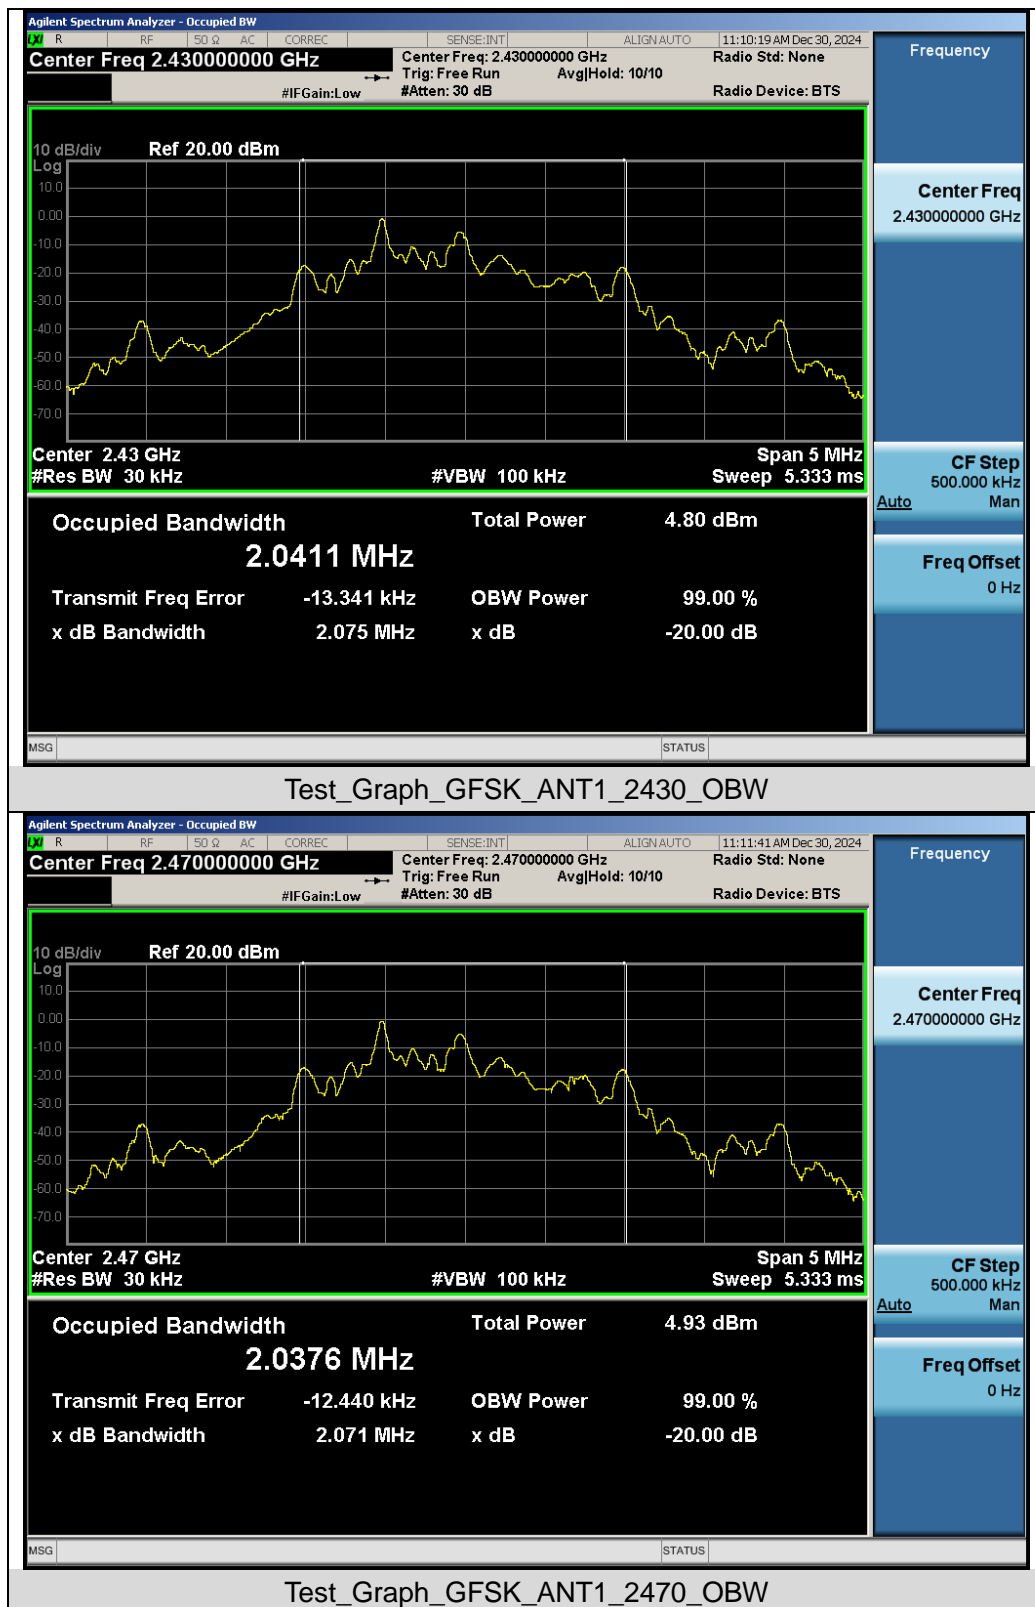 Agilent Spectrum Analyzer - Occupied BW
LXI R RF 50 Ω AC CORREC SENSE:INT ALIGN AUTO 11:10:19 AM Dec 30, 2024
Center Freq 2.430000000 GHz
Center Freq: 2.430000000 GHz
Radio Std: None
Trig: Free Run Avg|Hold: 10/10
#IFGain:Low #Atten: 30 dB Radio Device: BTS
Frequency
10 dB/div Ref 20.00 dBm
Log
10.0
0.00
-10.0
-20.0
-30.0
-40.0
-50.0
-60.0
-70.0
Center 2.43 GHz Span 5 MHz
#Res BW 30 kHz #VBW 100 kHz Sweep 5.333 ms
Center Freq
2.430000000 GHz
CF Step
500.000 kHz
Auto Man
Freq Offset
0 Hz
Occupied Bandwidth Total Power 4.80 dBm
2.0411 MHz
Transmit Freq Error -13.341 kHz OBW Power 99.00 %
x dB Bandwidth 2.075 MHz x dB -20.00 dB
MSG STATUS
Test_Graph_GFSK_ANT1_2430_OBW
Agilent Spectrum Analyzer - Occupied BW
LXI R RF 50 Ω AC CORREC SENSE:INT ALIGN AUTO 11:11:41 AM Dec 30, 2024
Center Freq 2.470000000 GHz
Center Freq: 2.470000000 GHz
Radio Std: None
Trig: Free Run Avg|Hold: 10/10
#IFGain:Low #Atten: 30 dB Radio Device: BTS
Frequency
10 dB/div Ref 20.00 dBm
Log
10.0
0.00
-10.0
-20.0
-30.0
-40.0
-50.0
-60.0
-70.0
Center 2.47 GHz Span 5 MHz
#Res BW 30 kHz #VBW 100 kHz Sweep 5.333 ms
Center Freq
2.470000000 GHz
CF Step
500.000 kHz
Auto Man
Freq Offset
0 Hz
Occupied Bandwidth Total Power 4.93 dBm
2.0376 MHz
Transmit Freq Error -12.440 kHz OBW Power 99.00 %
x dB Bandwidth 2.071 MHz x dB -20.00 dB
MSG STATUS
Test_Graph_GFSK_ANT1_2470_OBW